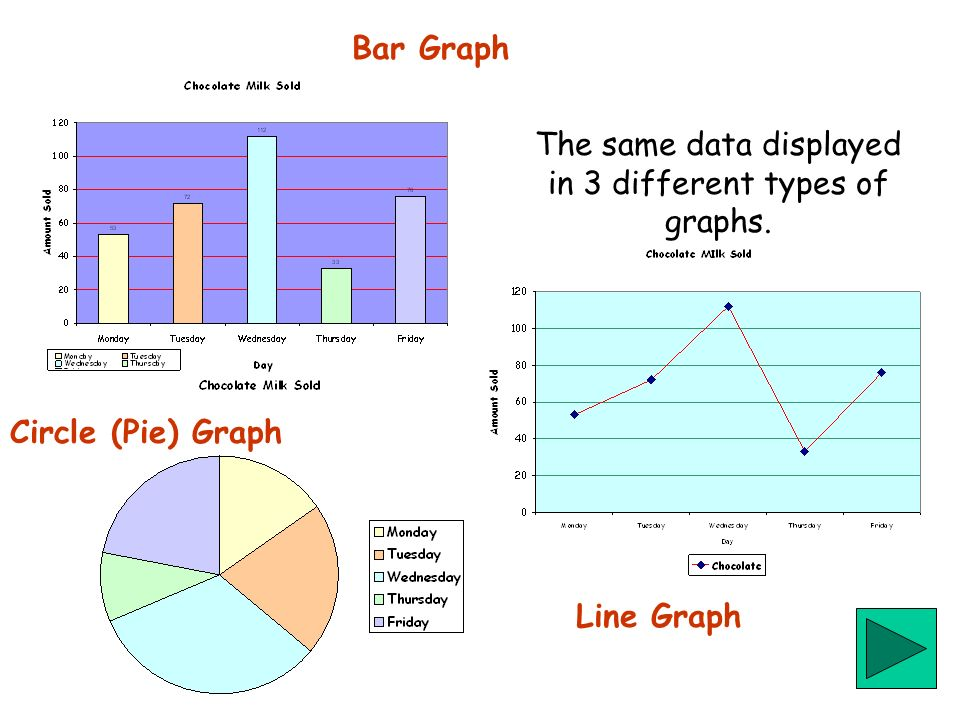 Bar Graph
Chocolate Milk Sold
120
100
80
60
40
20
0
Amount Sold
53
72
112
33
76
Monday Tuesday Wednesday Thursday Friday
Day
Monday Tuesday
Wednesday Thursday
The same data displayed
in 3 different types of
graphs.
Chocolate MIlk Sold
120
100
80
60
40
20
0
Amount Sold
Monday Tuesday Wednesday Thursday Friday
Day
Chocolate
Line Graph
Chocolate Milk Sold
Circle (Pie) Graph
Monday
Tuesday
Wednesday
Thursday
Friday